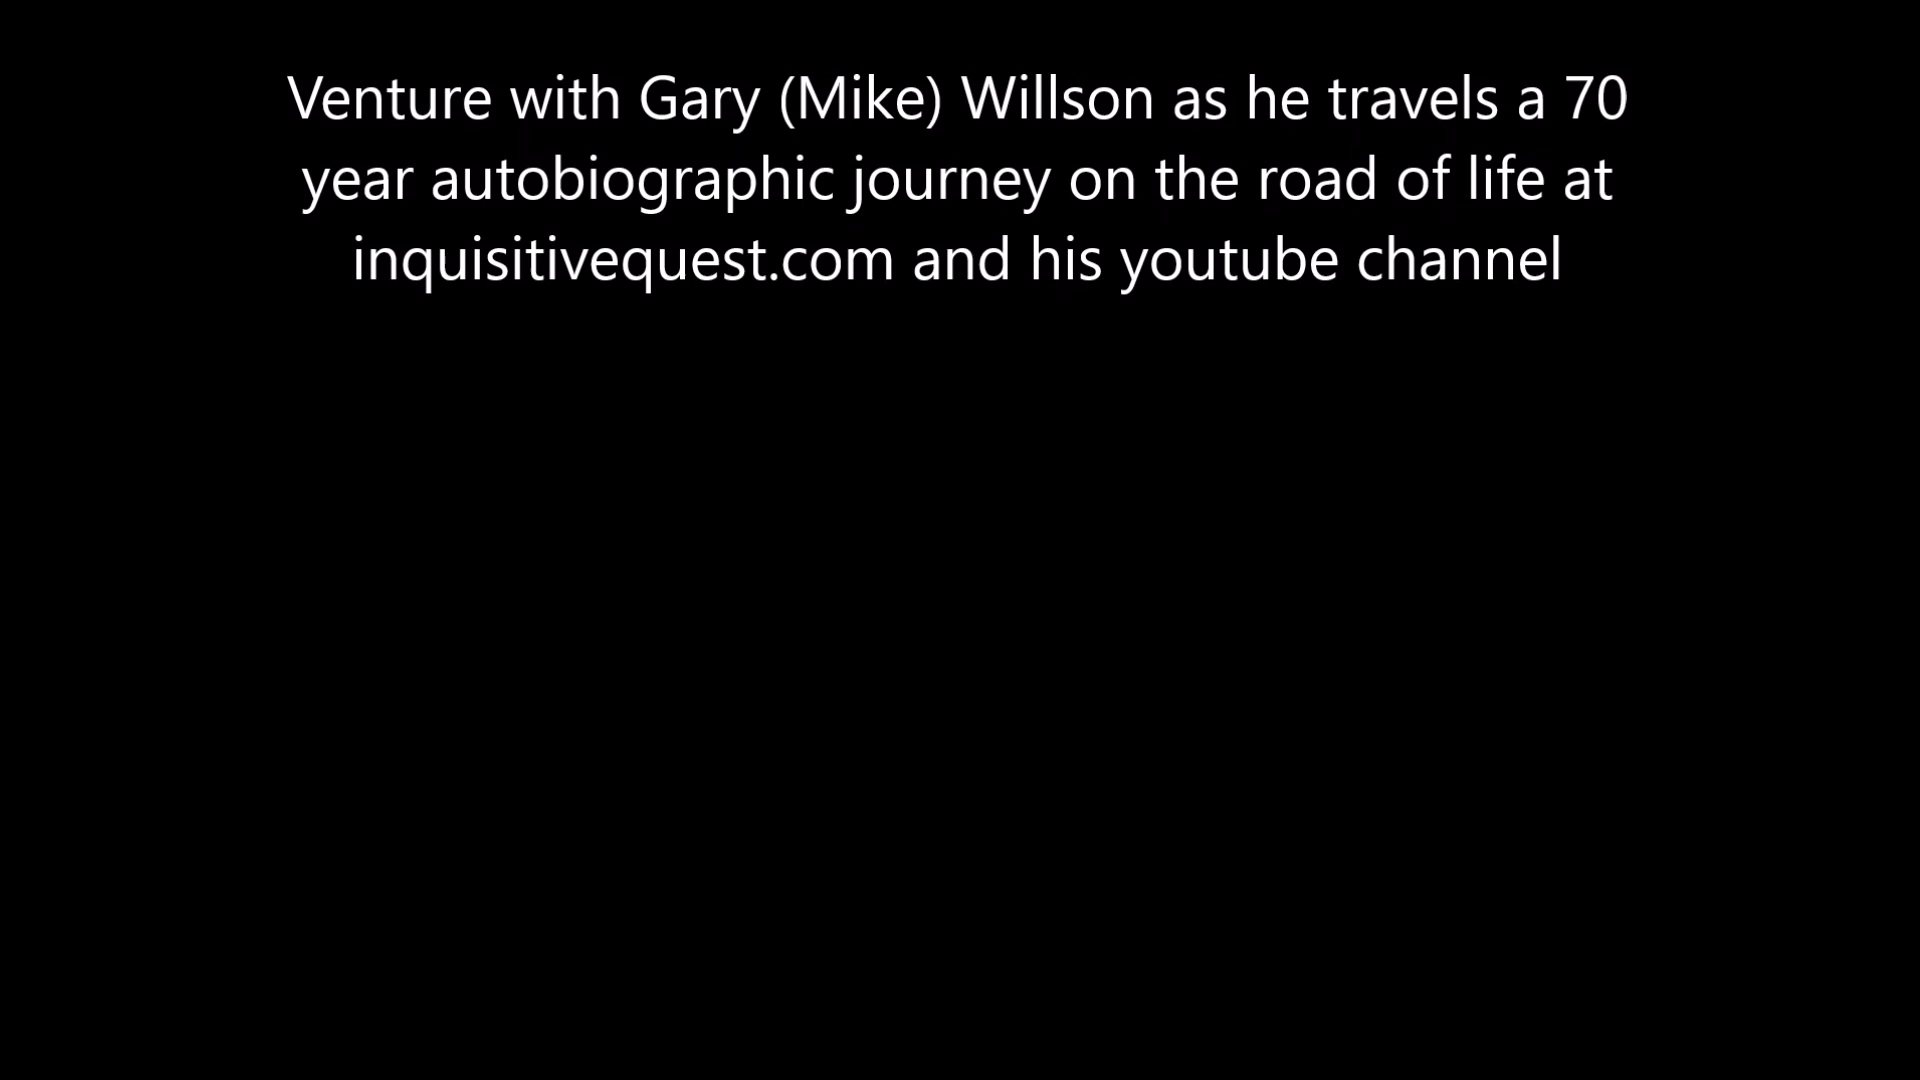 Venture with Gary (Mike) Willson as he travels a 70
year autobiographic journey on the road of life at
inquisitivequest.com and his youtube channel